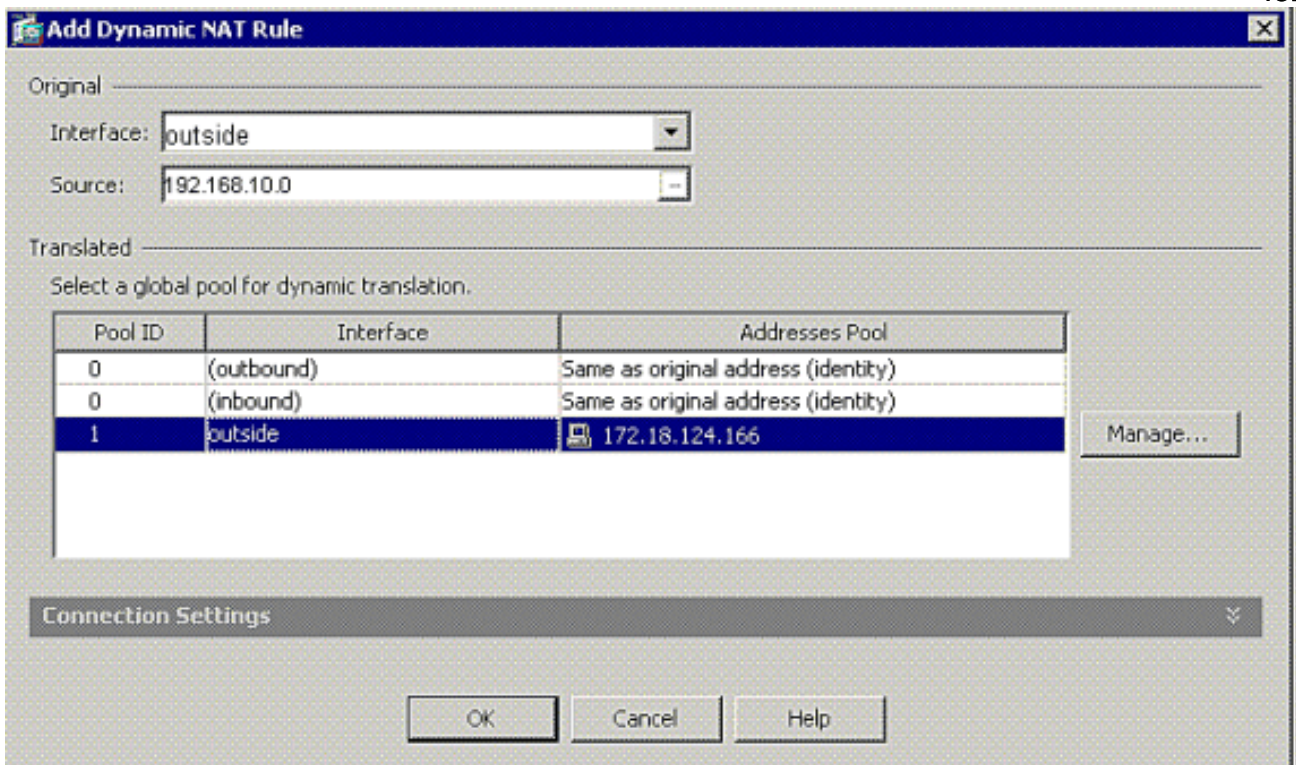 Add Dynamic NAT Rule
Original
Interface: outside
Source: 192.168.10.0
Translated
Select a global pool for dynamic translation.
Pool ID Interface Addresses Pool
0 (outbound) Same as original address (identity)
0 (inbound) Same as original address (identity)
1 outside 172.18.124.166
Manage...
Connection Settings
OK Cancel Help